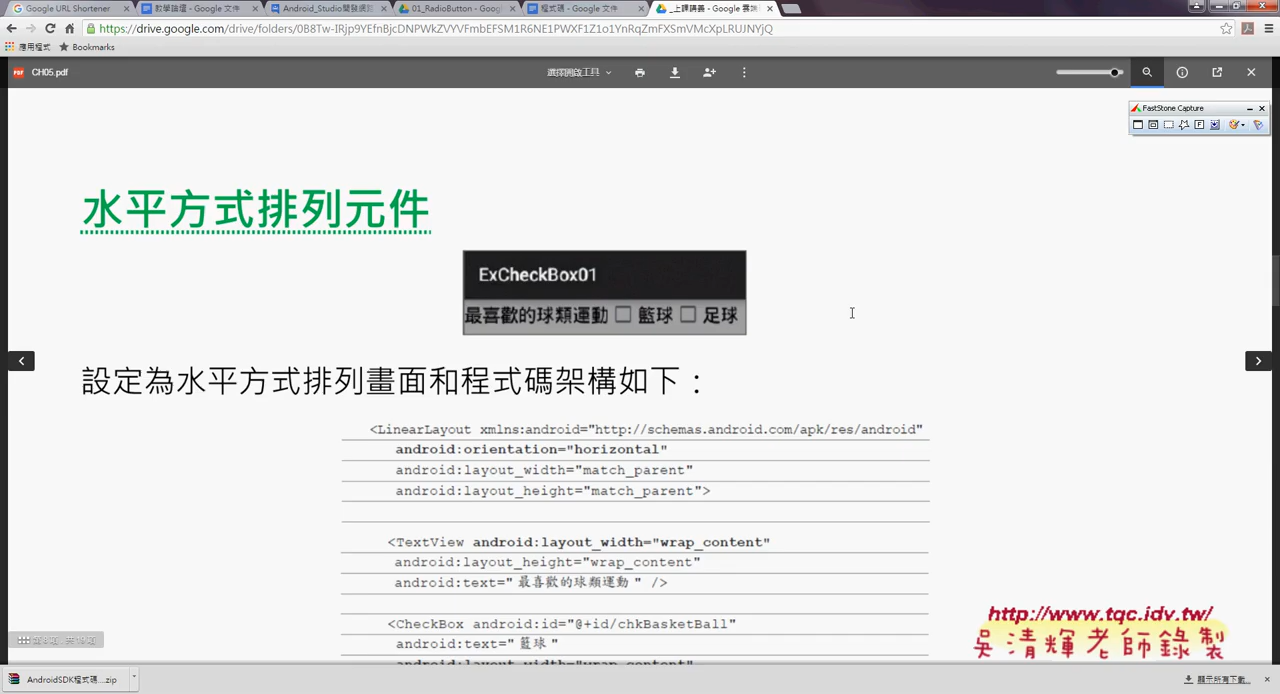 Google URL Shortener
教學論壇 - Google 文件
Android_Studio開發環
01_RadioButton - Goog
程式碼 - Google 文件
_上課講義 - Google 雲端
https://drive.google.com/drive/folders/0B8Tw-IRjp9YEfnBjcDNPWkZVYVFmbEFSM1R6NE1PWXF1Z1o1YnRqZmFXSmVMcXpLRUJNYjQ
應用程式
Bookmarks
CH05.pdf
選擇開啟工具
FastStone Capture
水平方式排列元件
ExCheckBox01
最喜歡的球類運動 籃球 足球
設定為水平方式排列畫面和程式碼架構如下：
<LinearLayout xmlns:android="http://schemas.android.com/apk/res/android"
android:orientation="horizontal"
android:layout_width="match_parent"
android:layout_height="match_parent">
<TextView android:layout_width="wrap_content"
android:layout_height="wrap_content"
android:text=" 最喜歡的球類運動 " />
<CheckBox android:id="@+id/chkBasketBall"
android:text=" 籃球 "
android:layout_width="wrap_content"
http://www.tqc.idv.tw/
吳清輝老師錄製
AndroidSDK程式碼....zip
顯示所有下載...